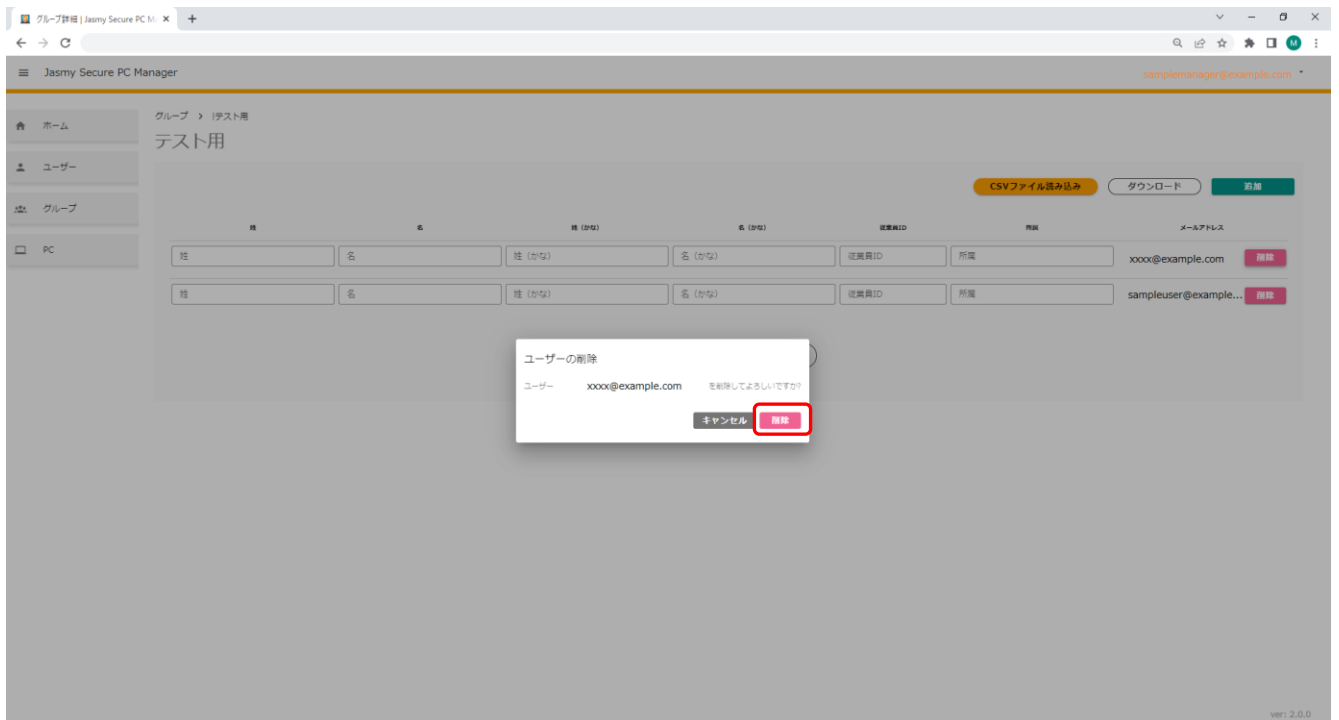 グループ詳細 | Jasmy Secure PC M
M
Jasmy Secure PC Manager
samplemanager@example.com
ホーム
ユーザー
グループ
PC
グループ > !テスト用
テスト用
CSVファイル読み込み ダウンロード 追加
姓 名 姓（かな） 名（かな） 従業員ID 所属 メールアドレス
姓 名 姓（かな） 名（かな） 従業員ID 所属 xxxx@example.com 削除
姓 名 姓（かな） 名（かな） 従業員ID 所属 sampleuser@example... 削除
ユーザーの削除
ユーザー xxxx@example.com を削除してよろしいですか?
キャンセル 削除
ver: 2.0.0